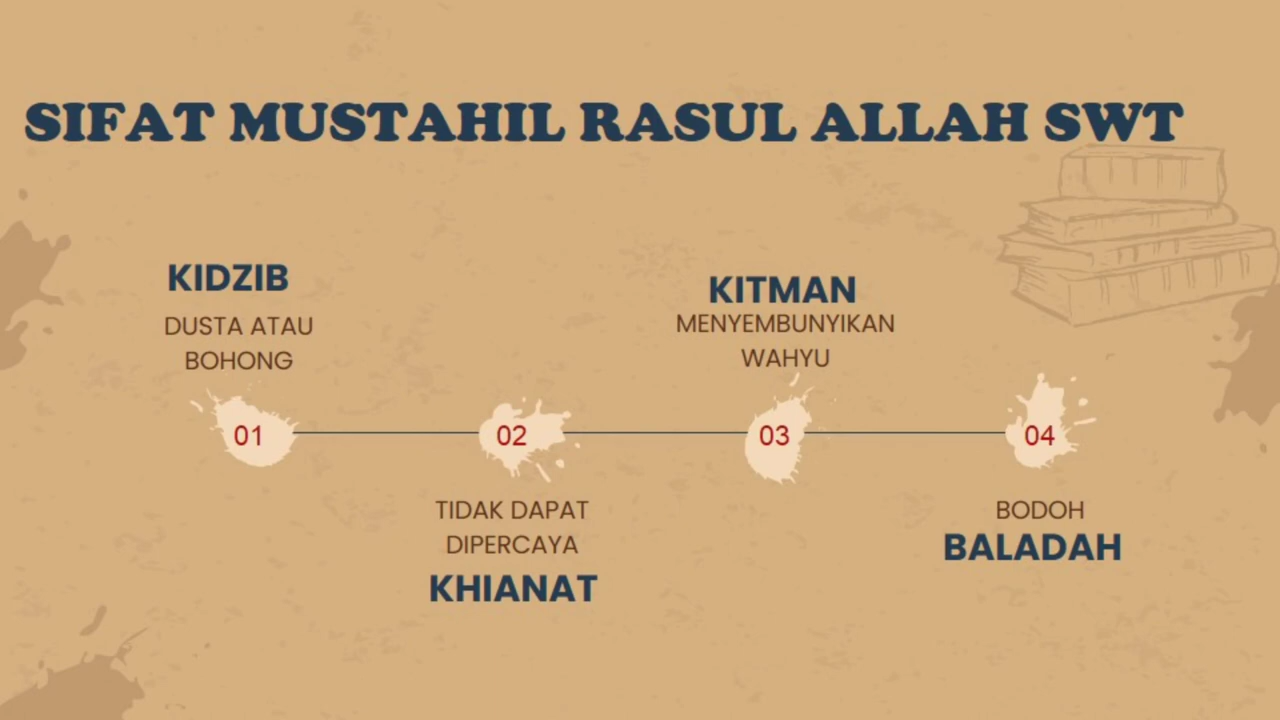 SIFAT MUSTAHIL RASUL ALLAH SWT
KIDZIB
DUSTA ATAU
BOHONG
01
02
TIDAK DAPAT
DIPERCAYA
KHIANAT
KITMAN
MENYEMBUNYIKAN
WAHYU
03
04
BODOH
BALADAH